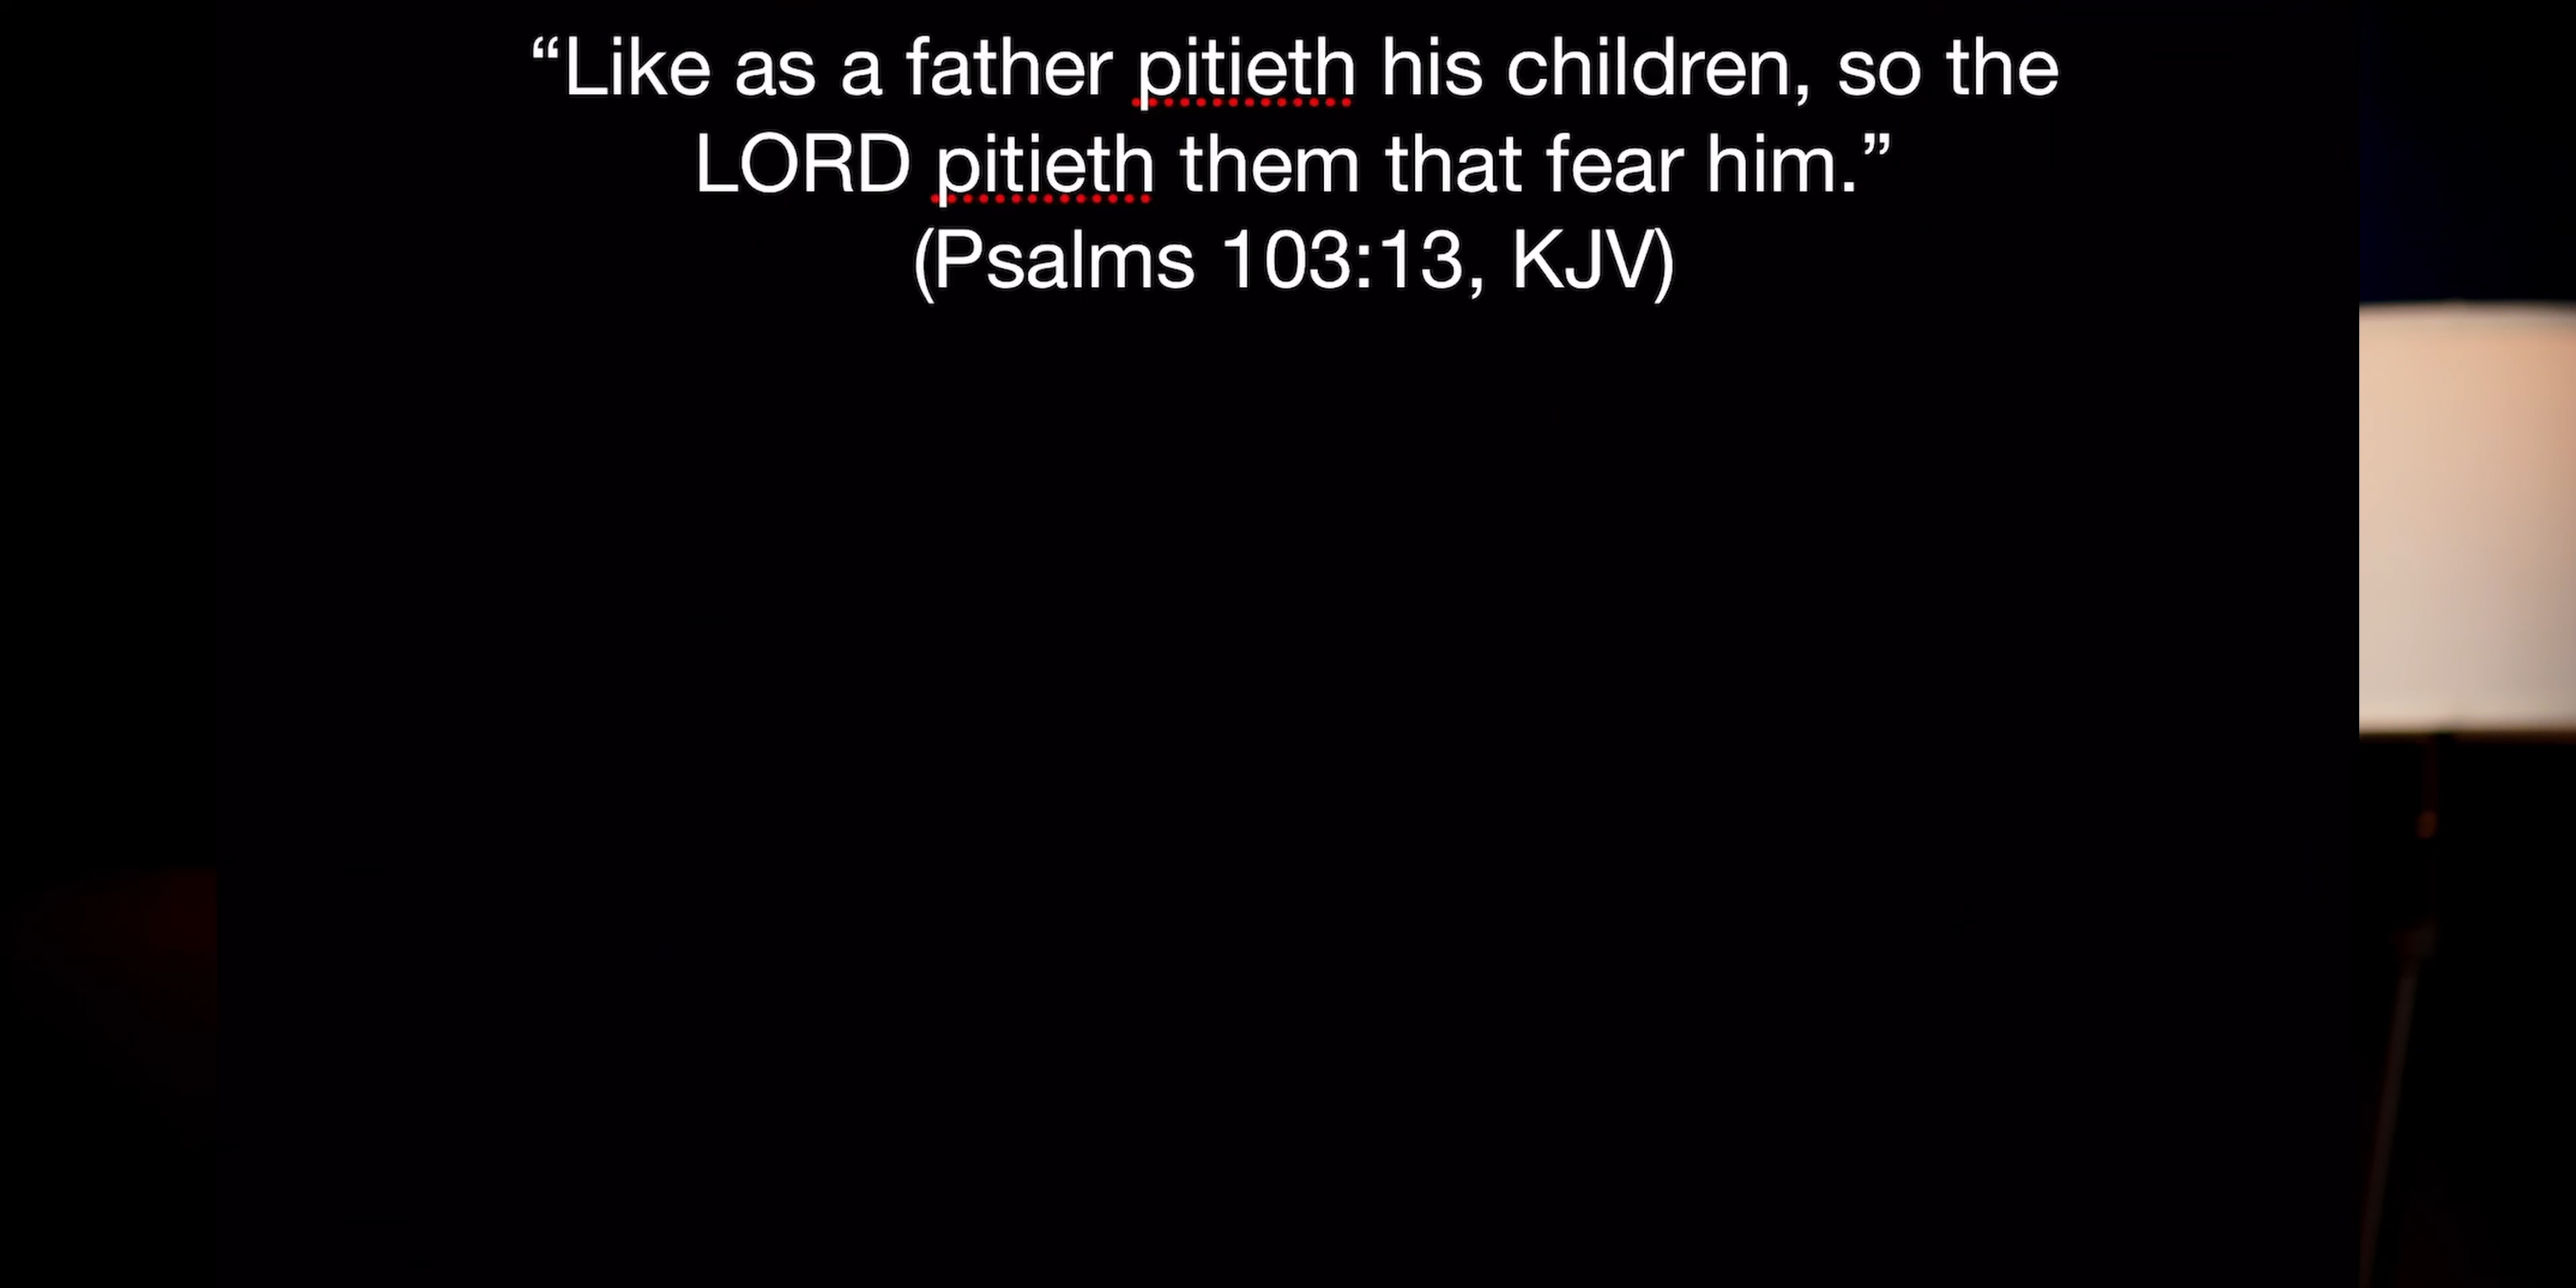 “Like as a father pitieth his children, so the
LORD pitieth them that fear him.”
(Psalms 103:13, KJV)